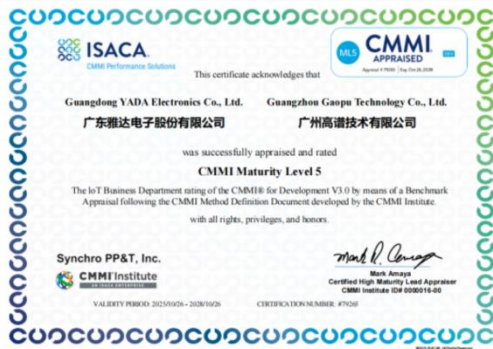 ISACA.
CMMI Performance Solutions
ML5
CMMI
APPRAISED
This certificate acknowledges that
Guangdong YADA Electronics Co., Ltd.
Guangzhou Gaopu Technology Co., Ltd.
广东雅达电子股份有限公司
广州高谱技术有限公司
was successfully appraised and rated
CMMI Maturity Level 5
The IoT Business Department rating of the CMMI® for Development V3.0 by means of a Benchmark
Appraisal following the CMMI Method Definition Document developed by the CMMI Institute.
with all rights, privileges, and honors.
Synchro PP&T, Inc.
CMMI Institute
AN ISACA ENTERPRISE
Mark Amaya
Certified High Maturity Lead Appraiser
CMMI Institute ID# 0000016-00
VALIDITY PERIOD: 2025/10/26 - 2028/10/26
CERTIFICATION NUMBER: #79265